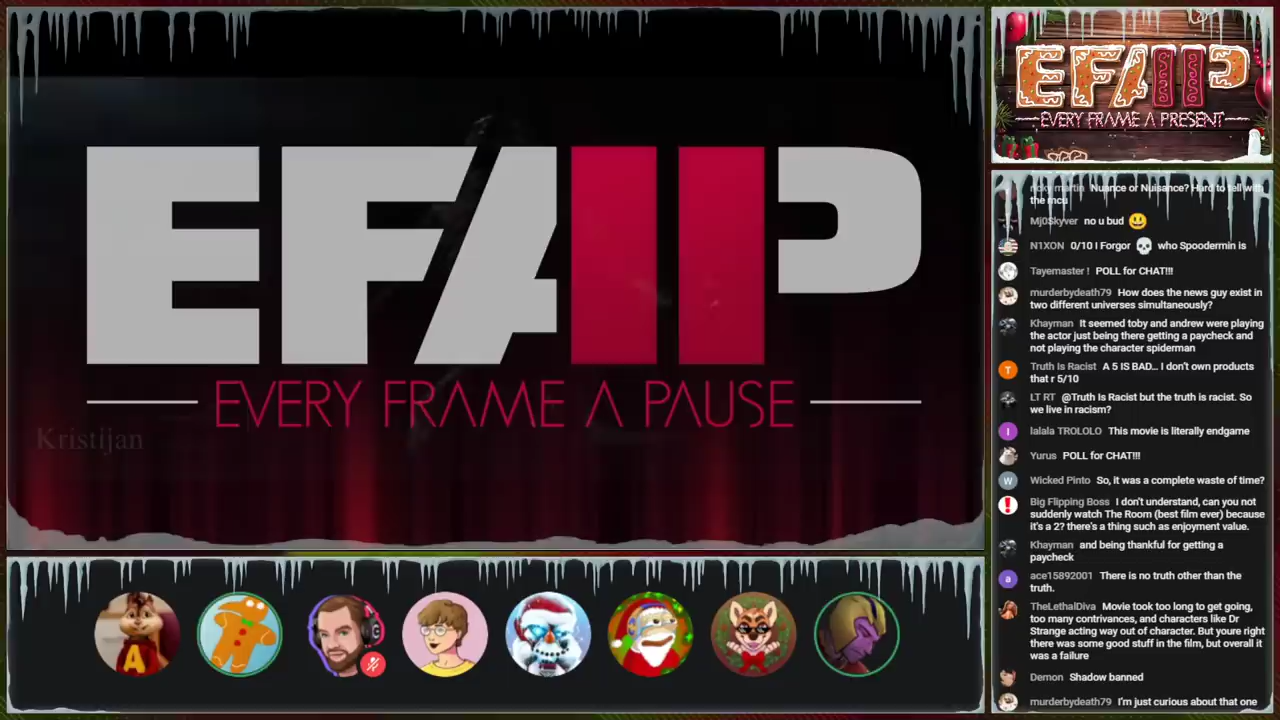 EFAIIP
EVERY FRAME A PAUSE
Kristijan
EFAIIP
EVERY FRAME A PRESENT
ricky martin Nuance or Nuisance? Hard to tell with
the mcu
Mj0Skyver no u bud 😃
N1XON 0/10 I Forgor 💀 who Spoodermin is
Tayemaster ! POLL for CHAT!!!
murderbydeath79 How does the news guy exist in
two different universes simultaneously?
Khayman It seemed toby and andrew were playing
the actor just being there getting a paycheck and
not playing the character spiderman
T Truth Is Racist A 5 IS BAD... I don't own products
that r 5/10
LT RT @Truth Is Racist but the truth is racist. So
we live in racism?
l lalala TROLOLO This movie is literally endgame
Yurus POLL for CHAT!!!
W Wicked Pinto So, it was a complete waste of time?
Big Flipping Boss I don't understand, can you not
suddenly watch The Room (best film ever) because
it's a 2? there's a thing such as enjoyment value.
Khayman and being thankful for getting a
paycheck
a ace15892001 There is no truth other than the
truth.
TheLethalDiva Movie took too long to get going,
too many contrivances, and characters like Dr
Strange acting way out of character. But youre right
there was some good stuff in the film, but overall it
was a failure
Demon Shadow banned
murderbydeath79 I'm just curious about that one
A